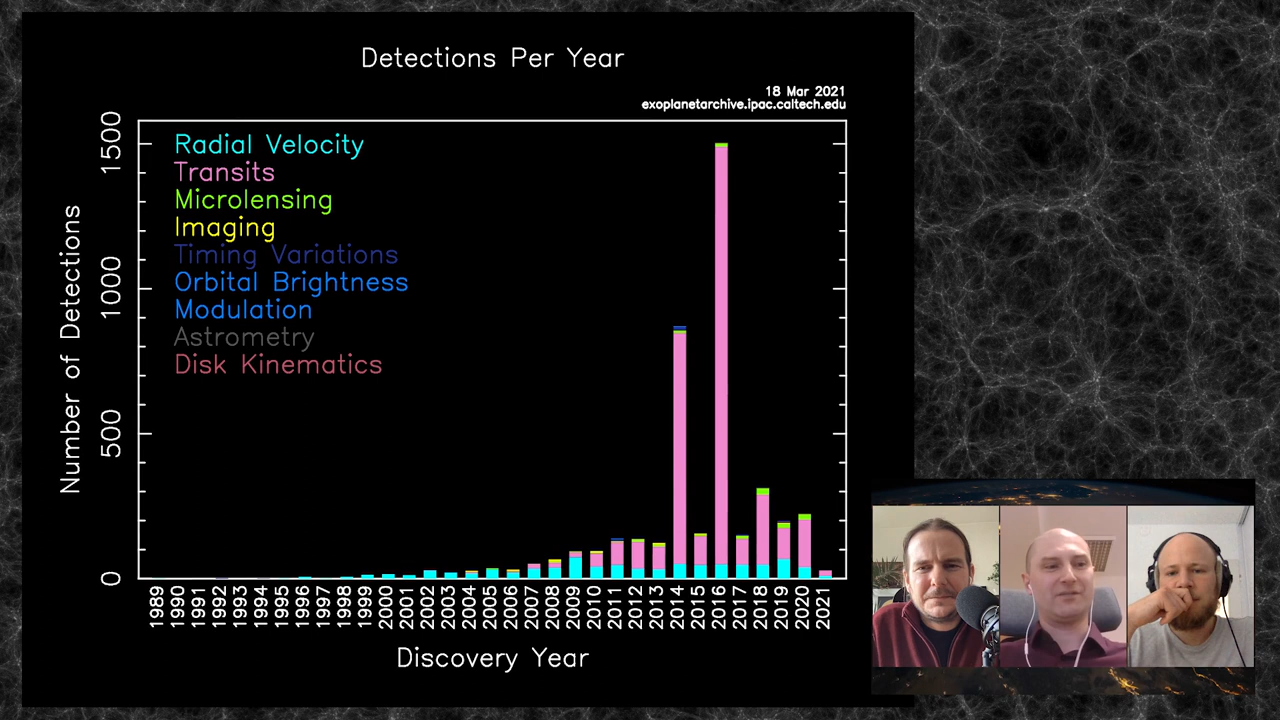 Detections Per Year
18 Mar 2021
exoplanetarchive.ipac.caltech.edu
Number of Detections
1500
1000
500
0
Radial Velocity
Transits
Microlensing
Imaging
Timing Variations
Orbital Brightness
Modulation
Astrometry
Disk Kinematics
1989 1990 1991 1992 1993 1994 1995 1996 1997 1998 1999 2000 2001 2002 2003 2004 2005 2006 2007 2008 2009 2010 2011 2012 2013 2014 2015 2016 2017 2018 2019 2020 2021
Discovery Year